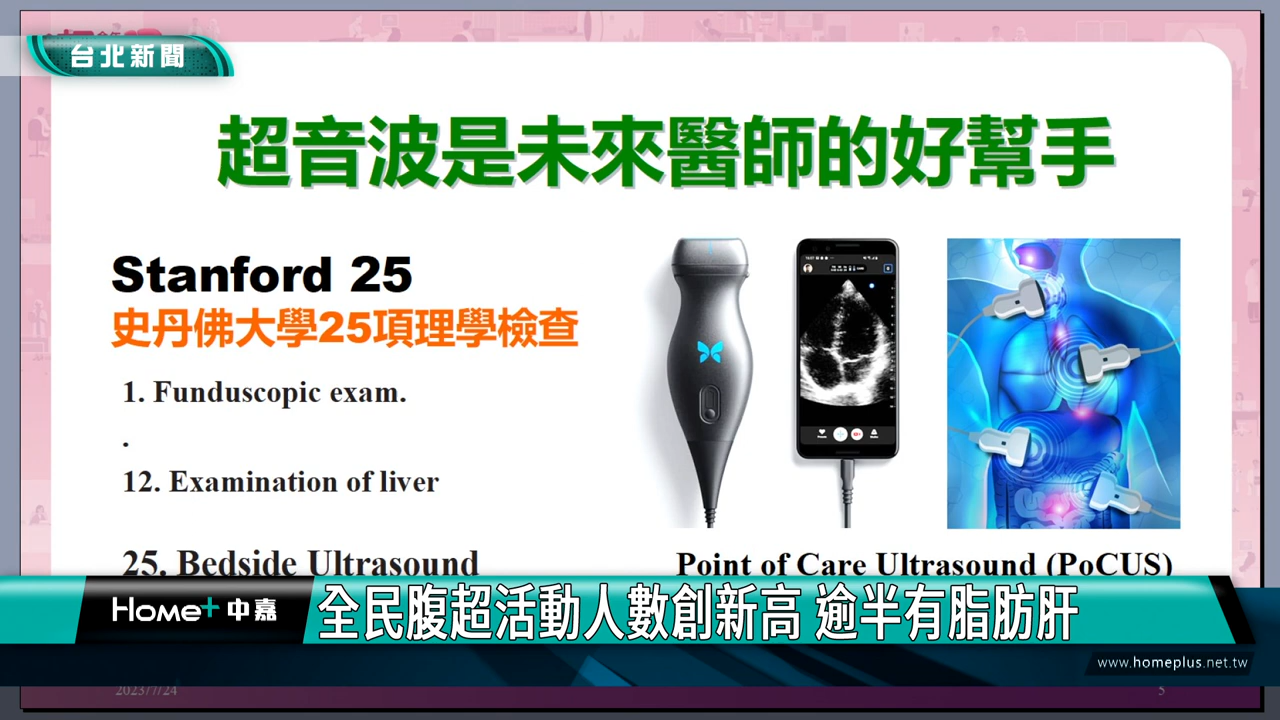 台北新聞
超音波是未來醫師的好幫手
Stanford 25
史丹佛大學25項理學檢查
1. Funduscopic exam.
.
12. Examination of liver
25. Bedside Ultrasound
Point of Care Ultrasound (PoCUS)
Home+ 中嘉
全民腹超活動人數創新高 逾半有脂肪肝
www.homeplus.net.tw
2023/7/24
5